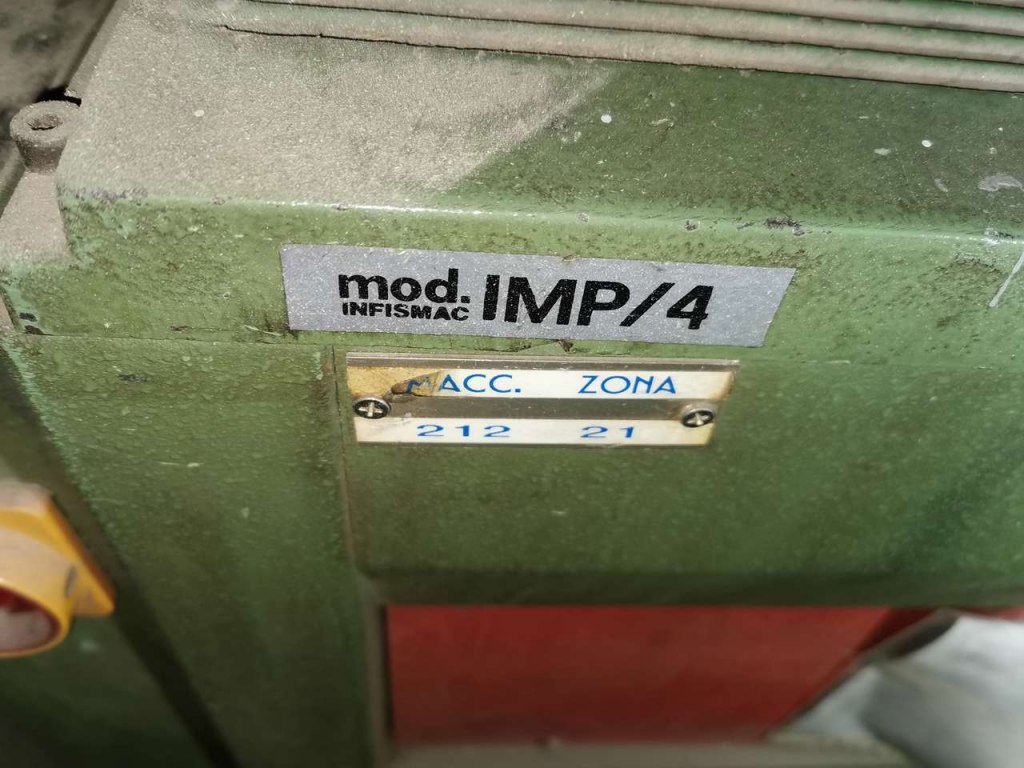 mod. IMP/4
INFISMAC
MACC. ZONA
212 21